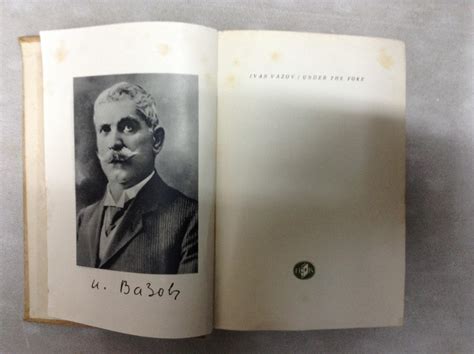 и. Вазов
IVAN VAZOV / UNDER THE YOKE